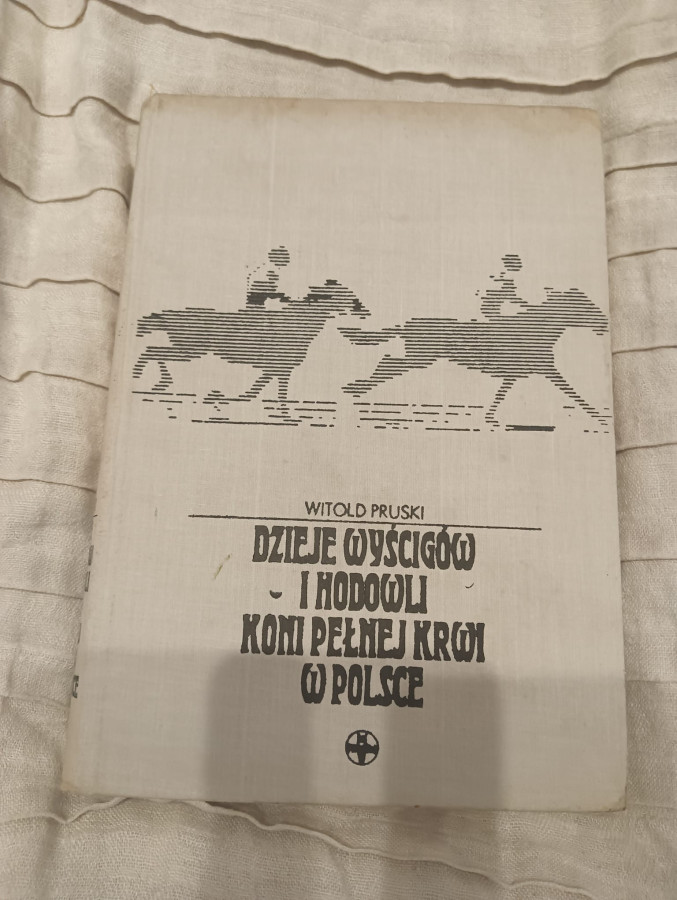 WITOLD PRUSKI
DZIEJE WYŚCIGÓW
I HODOWLI
KONI PEŁNEJ KRWI
W POLSCE